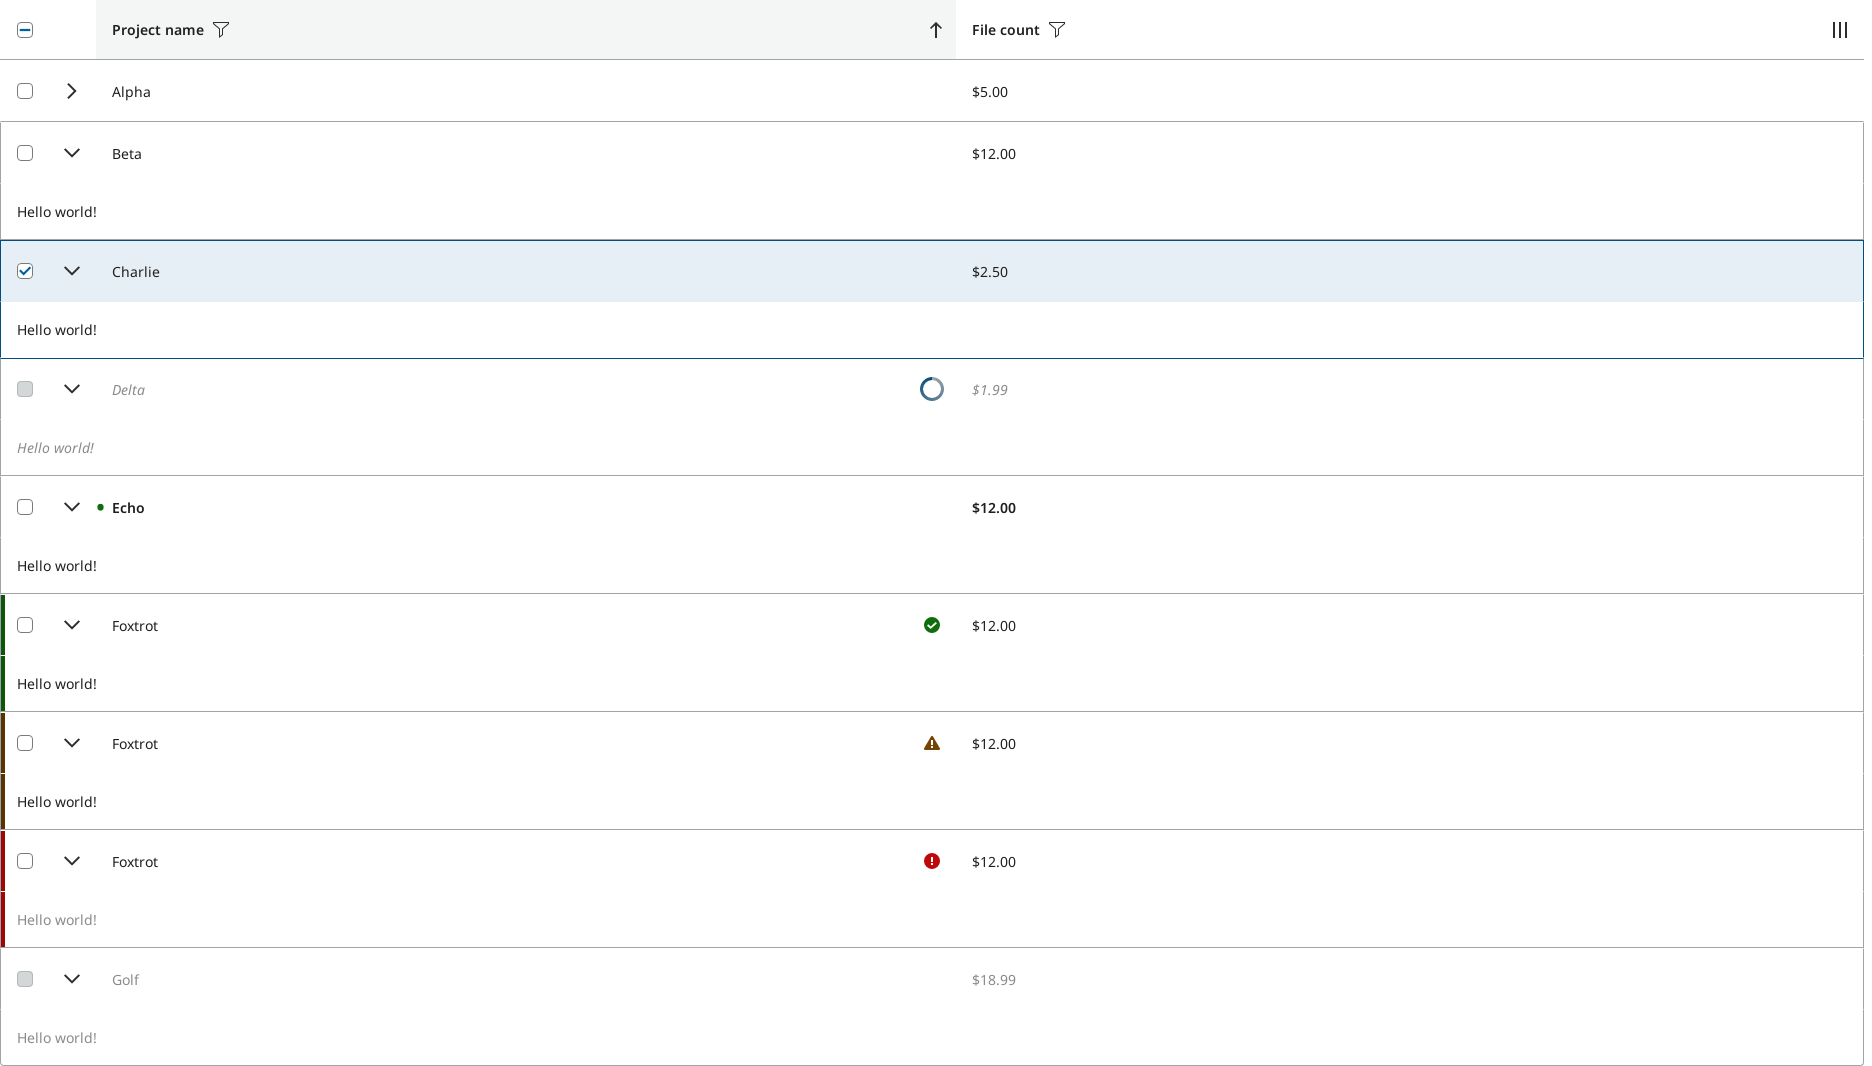 Project name File count
Alpha $5.00
Beta $12.00
Hello world!
Charlie $2.50
Hello world!
Delta $1.99
Hello world!
Echo $12.00
Hello world!
Foxtrot $12.00
Hello world!
Foxtrot $12.00
Hello world!
Foxtrot $12.00
Hello world!
Golf $18.99
Hello world!